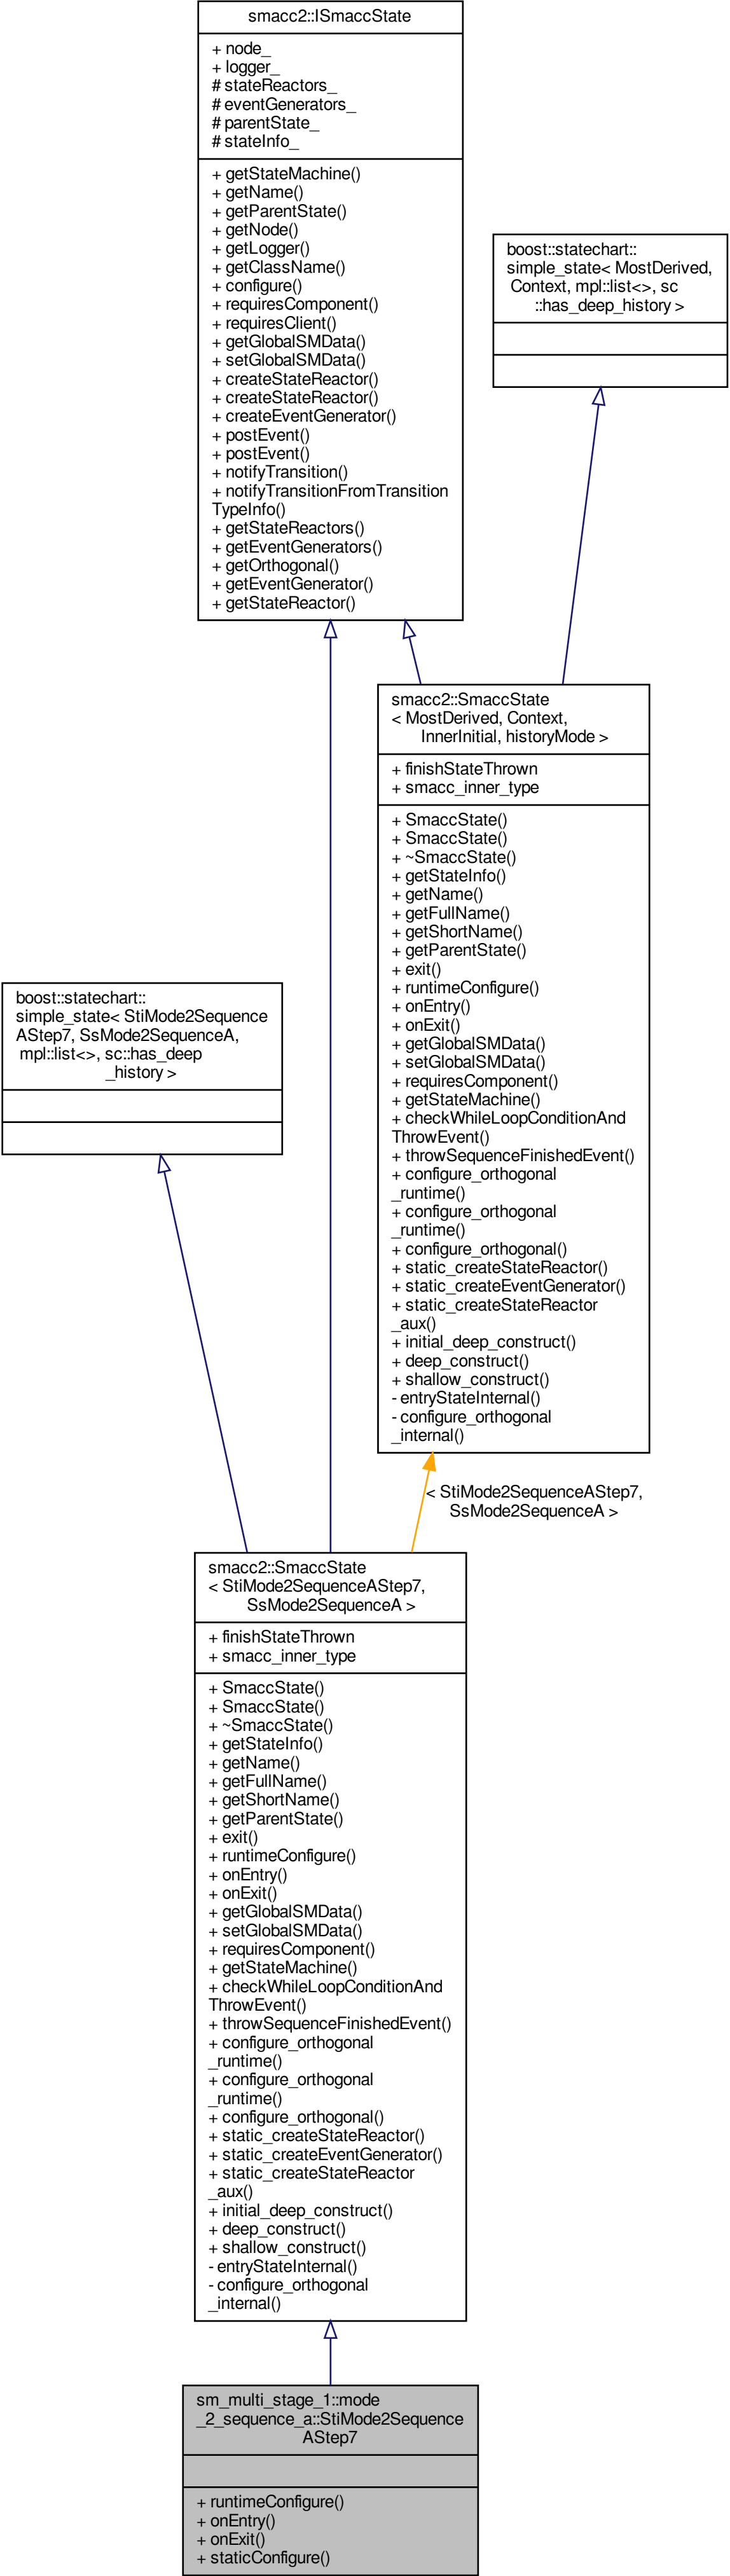 smacc2::ISmaccState
+ node_
+ logger_
# stateReactors_
# eventGenerators_
# parentState_
# stateInfo_
+ getStateMachine()
+ getName()
+ getParentState()
+ getNode()
+ getLogger()
+ getClassName()
+ configure()
+ requiresComponent()
+ requiresClient()
+ getGlobalSMData()
+ setGlobalSMData()
+ createStateReactor()
+ createStateReactor()
+ createEventGenerator()
+ postEvent()
+ postEvent()
+ notifyTransition()
+ notifyTransitionFromTransition
TypeInfo()
+ getStateReactors()
+ getEventGenerators()
+ getOrthogonal()
+ getEventGenerator()
+ getStateReactor()
boost::statechart::
simple_state< MostDerived,
Context, mpl::list<>, sc
::has_deep_history >
smacc2::SmaccState
< MostDerived, Context,
InnerInitial, historyMode >
+ finishStateThrown
+ smacc_inner_type
+ SmaccState()
+ SmaccState()
+ ~SmaccState()
+ getStateInfo()
+ getName()
+ getFullName()
+ getShortName()
+ getParentState()
+ exit()
+ runtimeConfigure()
+ onEntry()
+ onExit()
+ getGlobalSMData()
+ setGlobalSMData()
+ requiresComponent()
+ getStateMachine()
+ checkWhileLoopConditionAnd
ThrowEvent()
+ throwSequenceFinishedEvent()
+ configure_orthogonal
_runtime()
+ configure_orthogonal
_runtime()
+ configure_orthogonal()
+ static_createStateReactor()
+ static_createEventGenerator()
+ static_createStateReactor
_aux()
+ initial_deep_construct()
+ deep_construct()
+ shallow_construct()
- entryStateInternal()
- configure_orthogonal
_internal()
boost::statechart::
simple_state< StiMode2Sequence
AStep7, SsMode2SequenceA,
mpl::list<>, sc::has_deep
_history >
< StiMode2SequenceAStep7,
SsMode2SequenceA >
smacc2::SmaccState
< StiMode2SequenceAStep7,
SsMode2SequenceA >
+ finishStateThrown
+ smacc_inner_type
+ SmaccState()
+ SmaccState()
+ ~SmaccState()
+ getStateInfo()
+ getName()
+ getFullName()
+ getShortName()
+ getParentState()
+ exit()
+ runtimeConfigure()
+ onEntry()
+ onExit()
+ getGlobalSMData()
+ setGlobalSMData()
+ requiresComponent()
+ getStateMachine()
+ checkWhileLoopConditionAnd
ThrowEvent()
+ throwSequenceFinishedEvent()
+ configure_orthogonal
_runtime()
+ configure_orthogonal
_runtime()
+ configure_orthogonal()
+ static_createStateReactor()
+ static_createEventGenerator()
+ static_createStateReactor
_aux()
+ initial_deep_construct()
+ deep_construct()
+ shallow_construct()
- entryStateInternal()
- configure_orthogonal
_internal()
sm_multi_stage_1::mode
_2_sequence_a::StiMode2Sequence
AStep7
+ runtimeConfigure()
+ onEntry()
+ onExit()
+ staticConfigure()